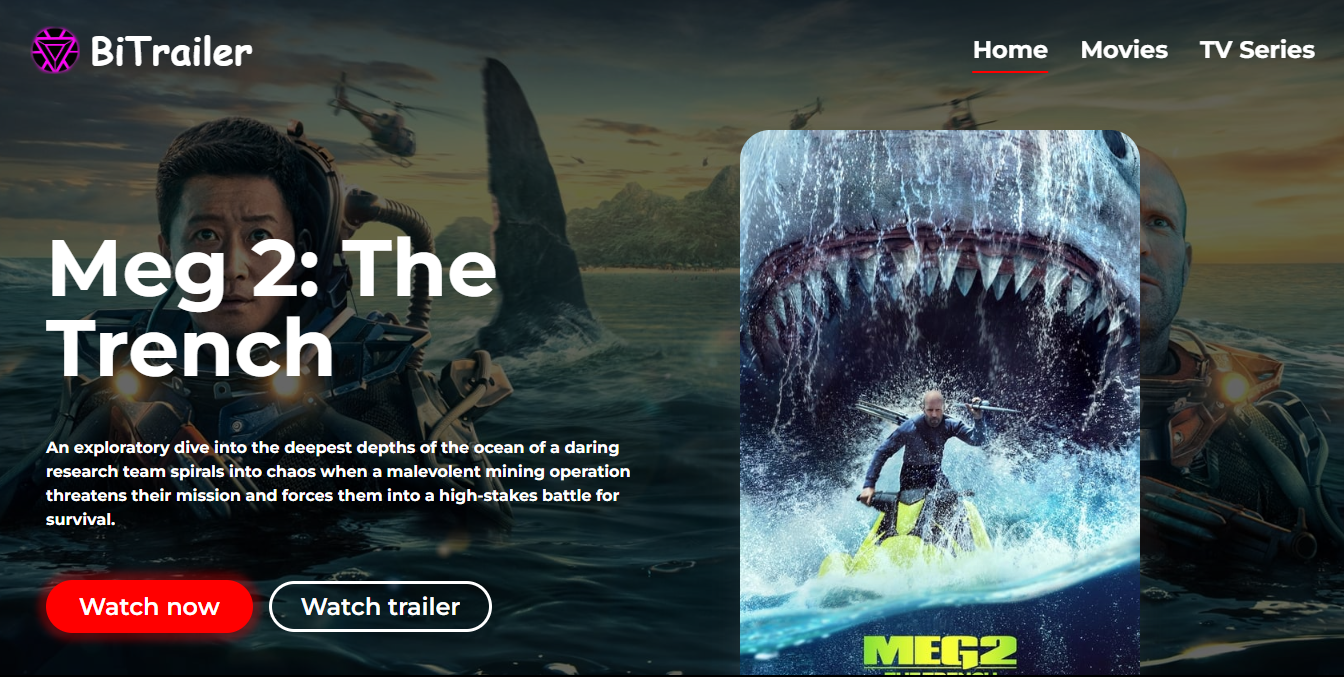 BiTrailer
Home Movies TV Series
Meg 2: The
Trench
An exploratory dive into the deepest depths of the ocean of a daring
research team spirals into chaos when a malevolent mining operation
threatens their mission and forces them into a high-stakes battle for
survival.
Watch now Watch trailer
MEG2
THE TRENCH